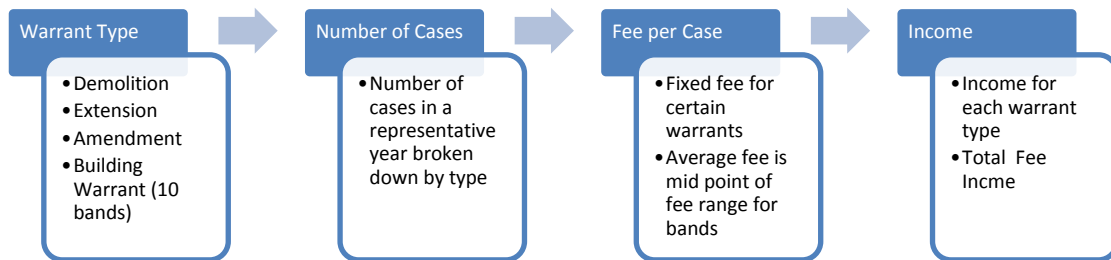 Warrant Type
•Demolition
•Extension
•Amendment
•Building
Warrant (10
bands)
Number of Cases
•Number of
cases in a
representative
year broken
down by type
Fee per Case
•Fixed fee for
certain
warrants
•Average fee is
mid point of
fee range for
bands
Income
•Income for
each warrant
type
•Total Fee
Incme